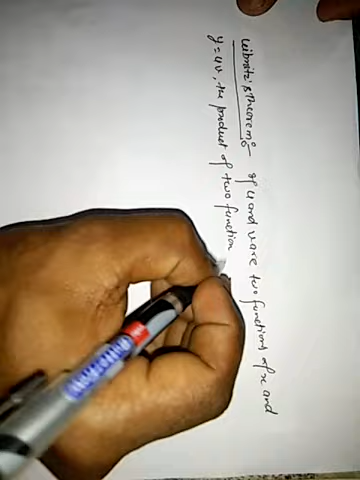 Leibnitz's Theorem:- If u and v are two functions of x and
y = uv, the product of two function